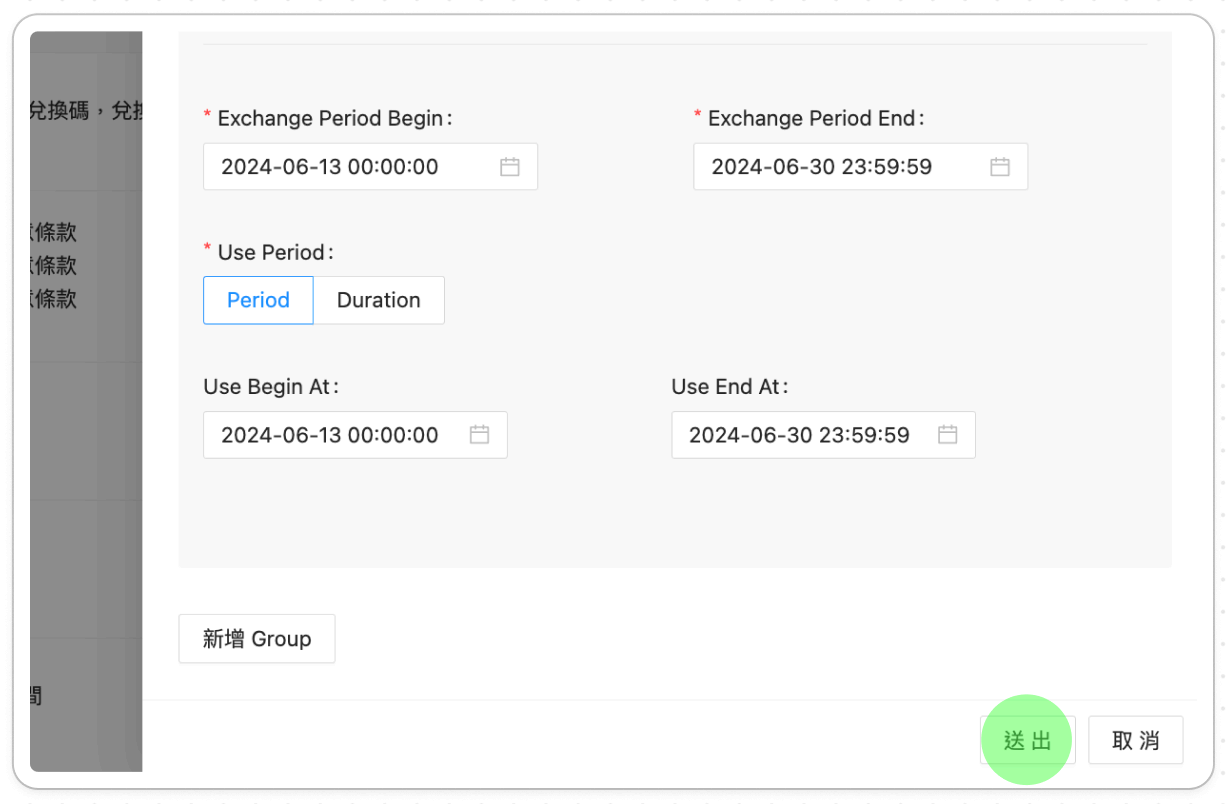 兌換碼，兌換
* Exchange Period Begin:
* Exchange Period End:
2024-06-13 00:00:00
2024-06-30 23:59:59
條款
條款
條款
* Use Period:
Period
Duration
Use Begin At:
Use End At:
2024-06-13 00:00:00
2024-06-30 23:59:59
新增 Group
間
送出
取消